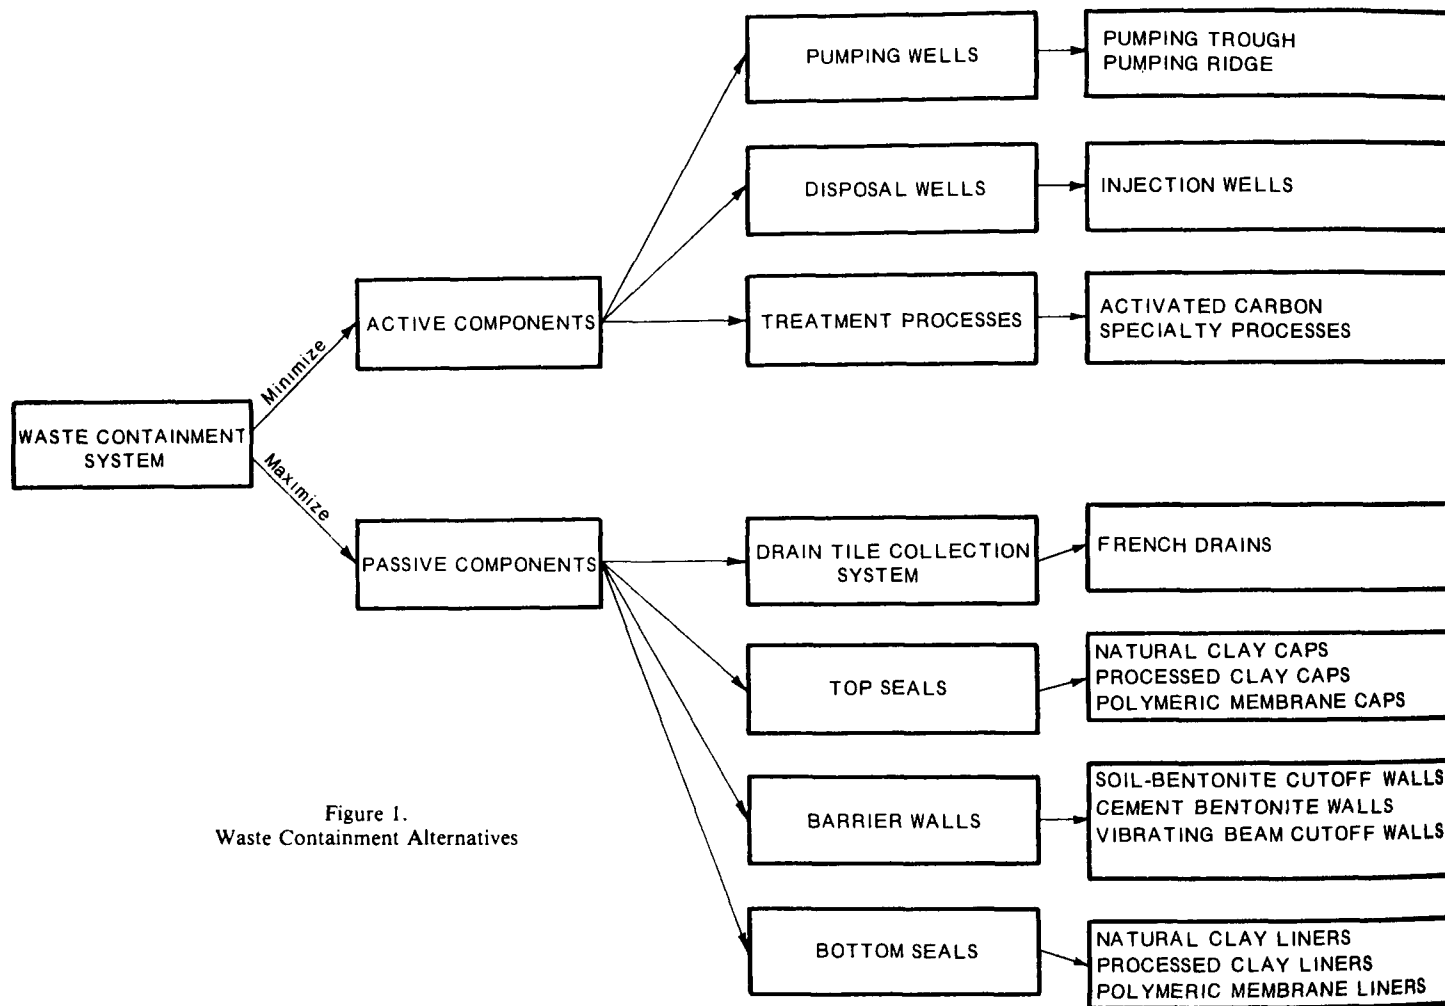 PUMPING WELLS
PUMPING TROUGH
PUMPING RIDGE
DISPOSAL WELLS
INJECTION WELLS
ACTIVE COMPONENTS
TREATMENT PROCESSES
ACTIVATED CARBON
SPECIALTY PROCESSES
Minimize
WASTE CONTAINMENT
SYSTEM
Maximize
PASSIVE COMPONENTS
DRAIN TILE COLLECTION
SYSTEM
FRENCH DRAINS
TOP SEALS
NATURAL CLAY CAPS
PROCESSED CLAY CAPS
POLYMERIC MEMBRANE CAPS
BARRIER WALLS
SOIL-BENTONITE CUTOFF WALLS
CEMENT BENTONITE WALLS
VIBRATING BEAM CUTOFF WALLS
Figure 1.
Waste Containment Alternatives
BOTTOM SEALS
NATURAL CLAY LINERS
PROCESSED CLAY LINERS
POLYMERIC MEMBRANE LINERS